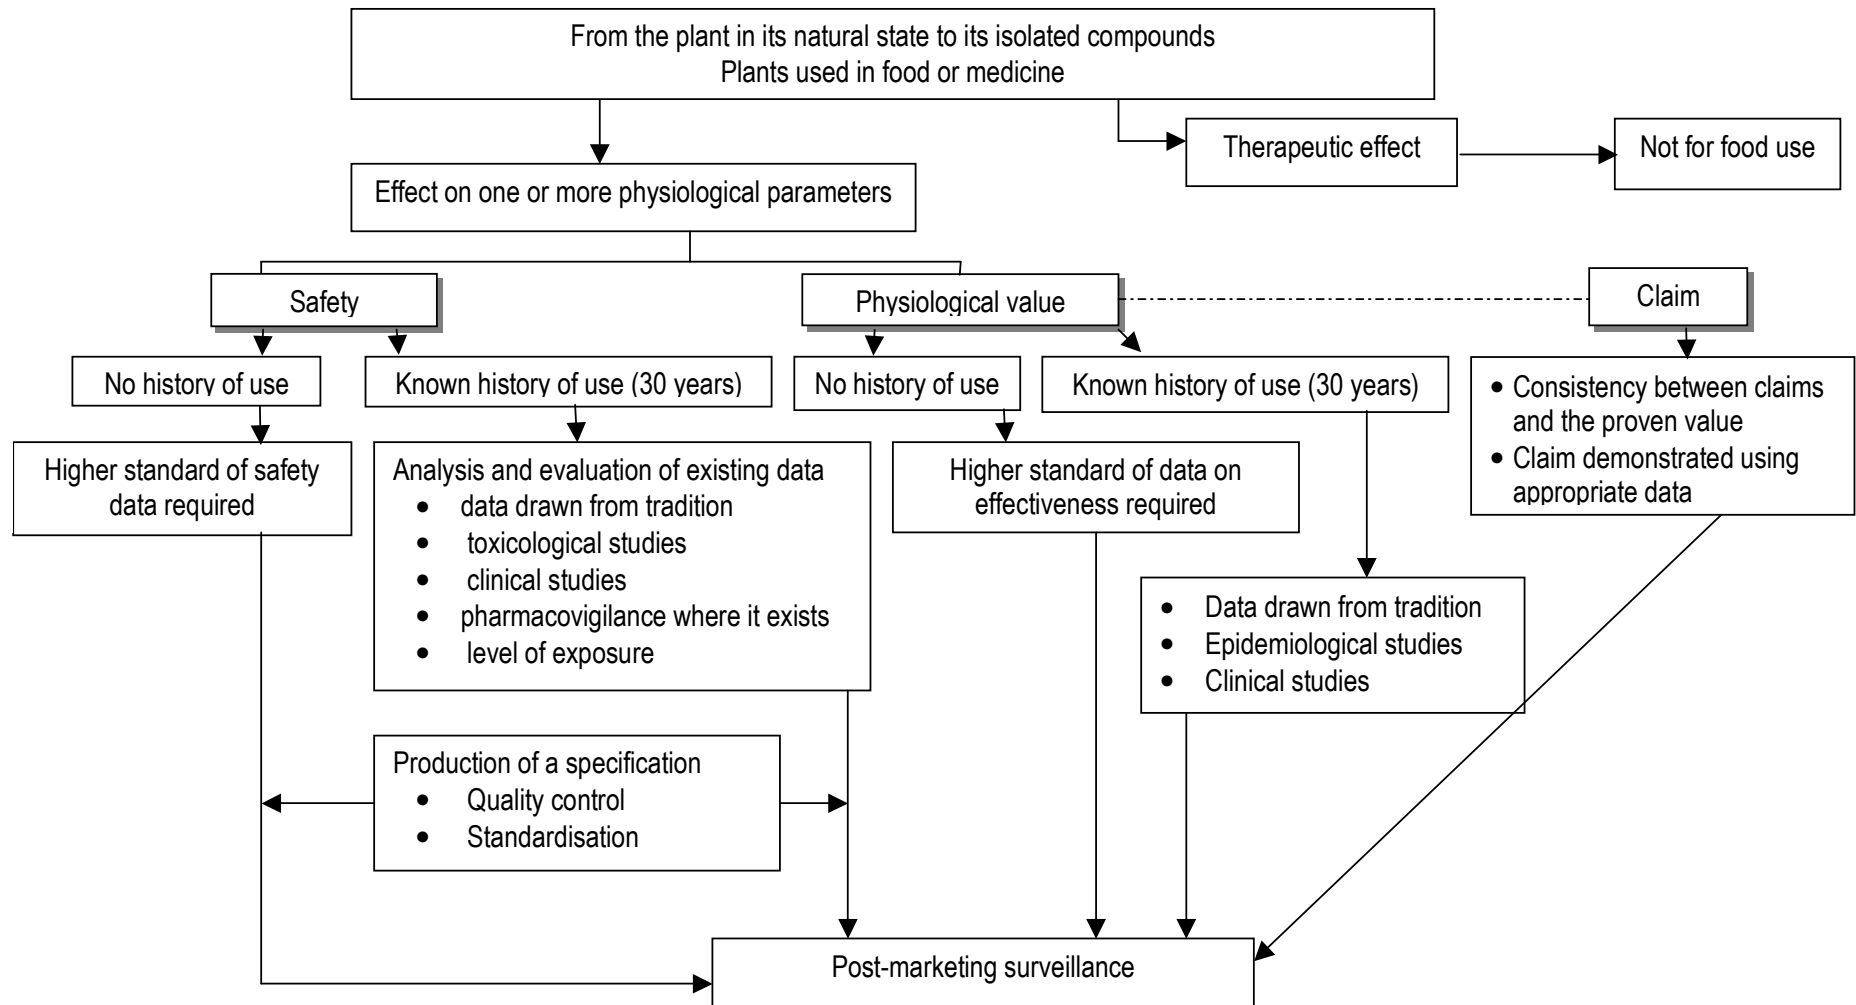 From the plant in its natural state to its isolated compounds
Plants used in food or medicine
Therapeutic effect
Not for food use
Effect on one or more physiological parameters
Safety
Physiological value
Claim
No history of use
Known history of use (30 years)
No history of use
Known history of use (30 years)
• Consistency between claims
and the proven value
• Claim demonstrated using
appropriate data
Higher standard of safety
data required
Analysis and evaluation of existing data
• data drawn from tradition
• toxicological studies
• clinical studies
• pharmacovigilance where it exists
• level of exposure
Higher standard of data on
effectiveness required
• Data drawn from tradition
• Epidemiological studies
• Clinical studies
Production of a specification
• Quality control
• Standardisation
Post-marketing surveillance